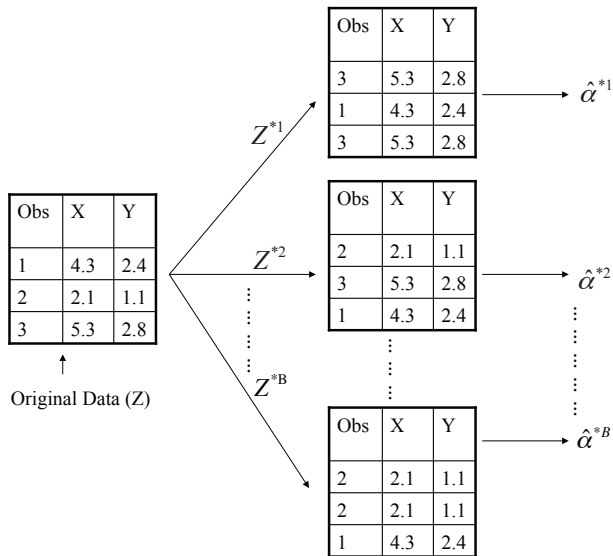 Obs X Y
3 5.3 2.8
1 4.3 2.4
3 5.3 2.8
Z*1
α̂*1
Obs X Y
1 4.3 2.4
2 2.1 1.1
3 5.3 2.8
Original Data (Z)
Z*2
Obs X Y
2 2.1 1.1
3 5.3 2.8
1 4.3 2.4
α̂*2
Z*B
Obs X Y
2 2.1 1.1
2 2.1 1.1
1 4.3 2.4
α̂*B